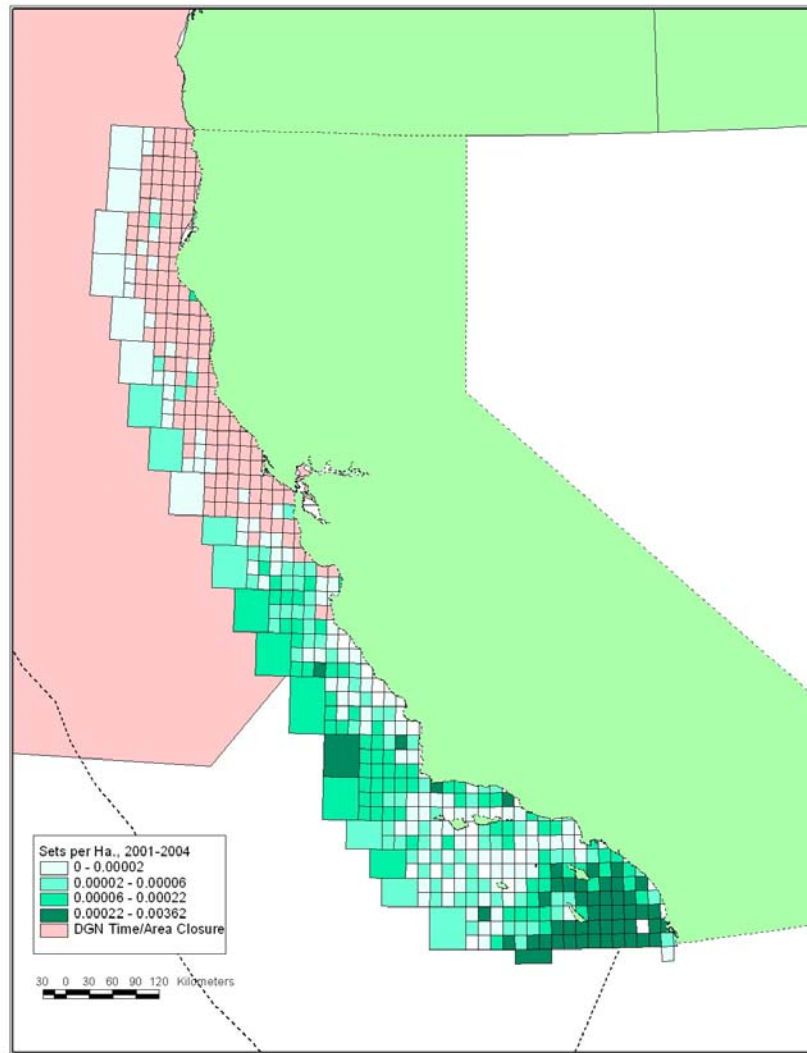 Sets per Ha., 2001-2004
0 - 0.00002
0.00002 - 0.00006
0.00006 - 0.00022
0.00022 - 0.00362
DGN Time/Area Closure
30 0 30 60 90 120 Kilometers